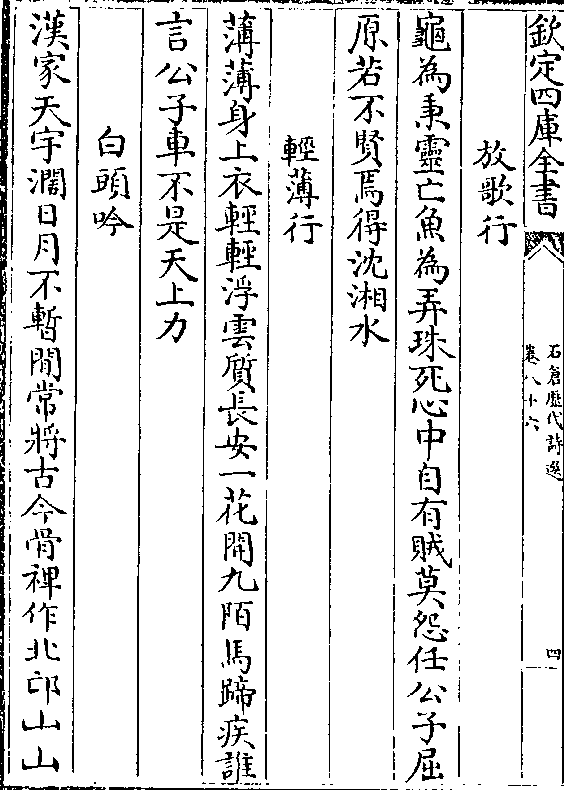 欽定四庫全書
石倉歷代詩選
卷八十六
四
放歌行
龜為秉靈亡魚為弄珠死心中自有賊莫怨任公子屈
原若不賢焉得沈湘水
輕薄行
薄薄身上衣輕輕浮雲質長安一花開九陌馬蹄疾誰
言公子車不是天上力
白頭吟
漢家天宇濶日月不暫閒常將古今骨裨作北邙山山